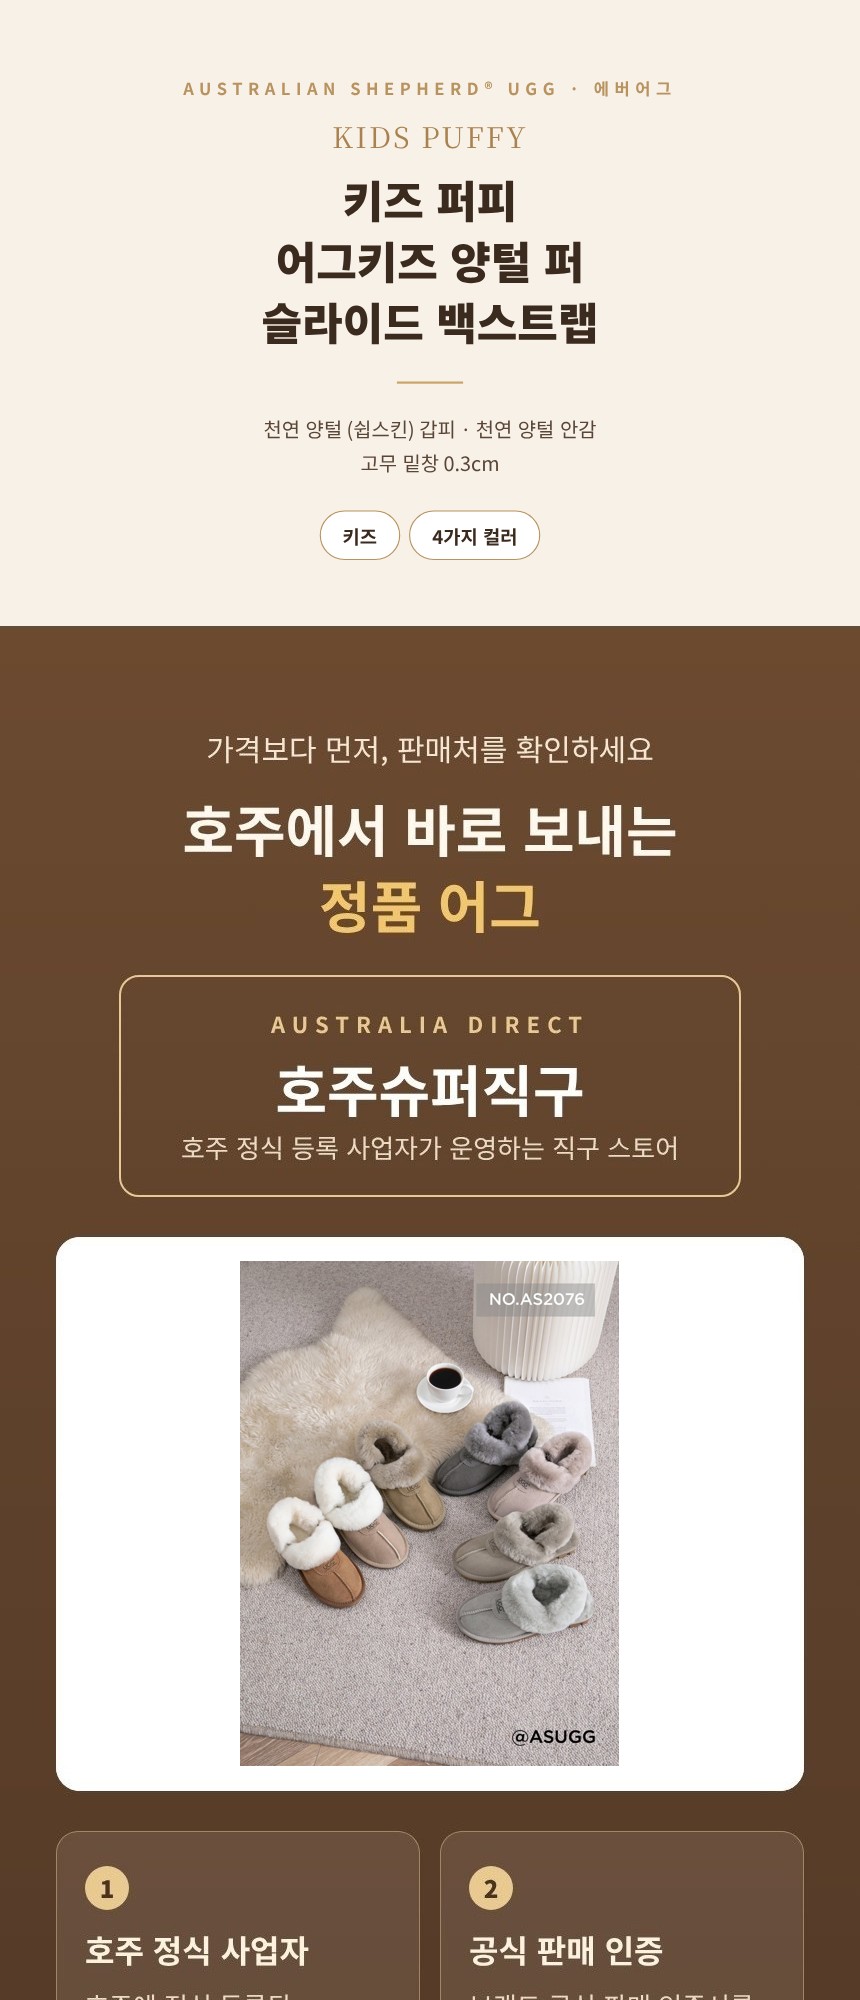 AUSTRALIAN SHEPHERD® UGG · 에버어그
KIDS PUFFY
키즈 퍼피
어그키즈 양털 퍼
슬라이드 백스트랩
천연 양털 (쉽스킨) 갑피 · 천연 양털 안감
고무 밑창 0.3cm
키즈
4가지 컬러
가격보다 먼저, 판매처를 확인하세요
호주에서 바로 보내는
정품 어그
AUSTRALIA DIRECT
호주슈퍼직구
호주 정식 등록 사업자가 운영하는 직구 스토어
NO.AS2076
@ASUGG
1
호주 정식 사업자
2
공식 판매 인증